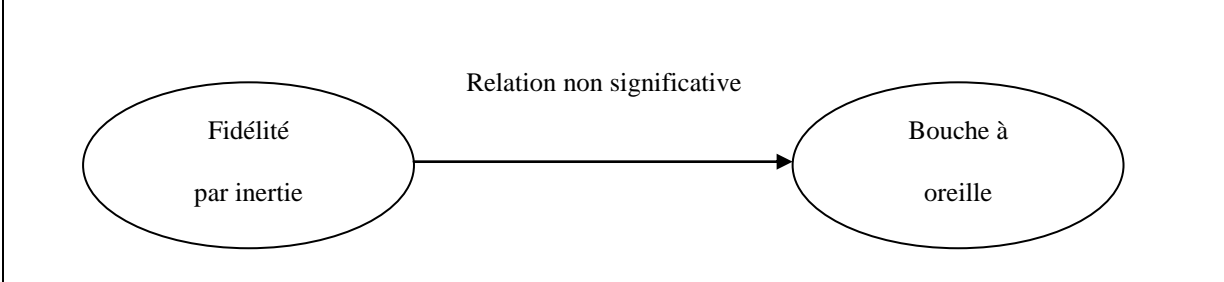 Relation non significative
Fidélité
par inertie
Bouche à
oreille